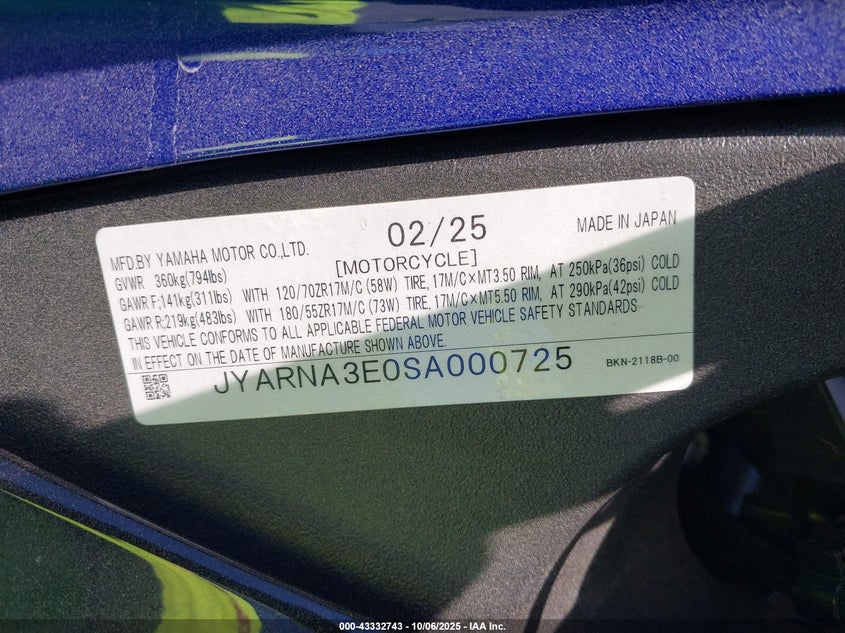 MFD.BY YAMAHA MOTOR CO.,LTD. 02/25 MADE IN JAPAN
GVWR 360kg(794lbs) [MOTORCYCLE]
GAWR F;141kg(311lbs) WITH 120/70ZR17M/C (58W) TIRE, 17M/C×MT3.50 RIM, AT 250kPa(36psi) COLD
GAWR R;219kg(483lbs) WITH 180/55ZR17M/C (73W) TIRE, 17M/C×MT5.50 RIM, AT 290kPa(42psi) COLD
THIS VEHICLE CONFORMS TO ALL APPLICABLE FEDERAL MOTOR VEHICLE SAFETY STANDARDS
IN EFFECT ON THE DATE OF MANUFACTURE SHOWN ABOVE.
JYARNA3E0SA000725 BKN-2118B-00
000-43332743 - 10/06/2025 - IAA Inc.